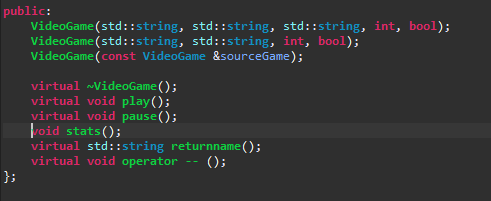 public:
VideoGame(std::string, std::string, std::string, int, bool);
VideoGame(std::string, std::string, int, bool);
VideoGame(const VideoGame &sourceGame);
virtual ~VideoGame();
virtual void play();
virtual void pause();
void stats();
virtual std::string returnname();
virtual void operator -- ();
};